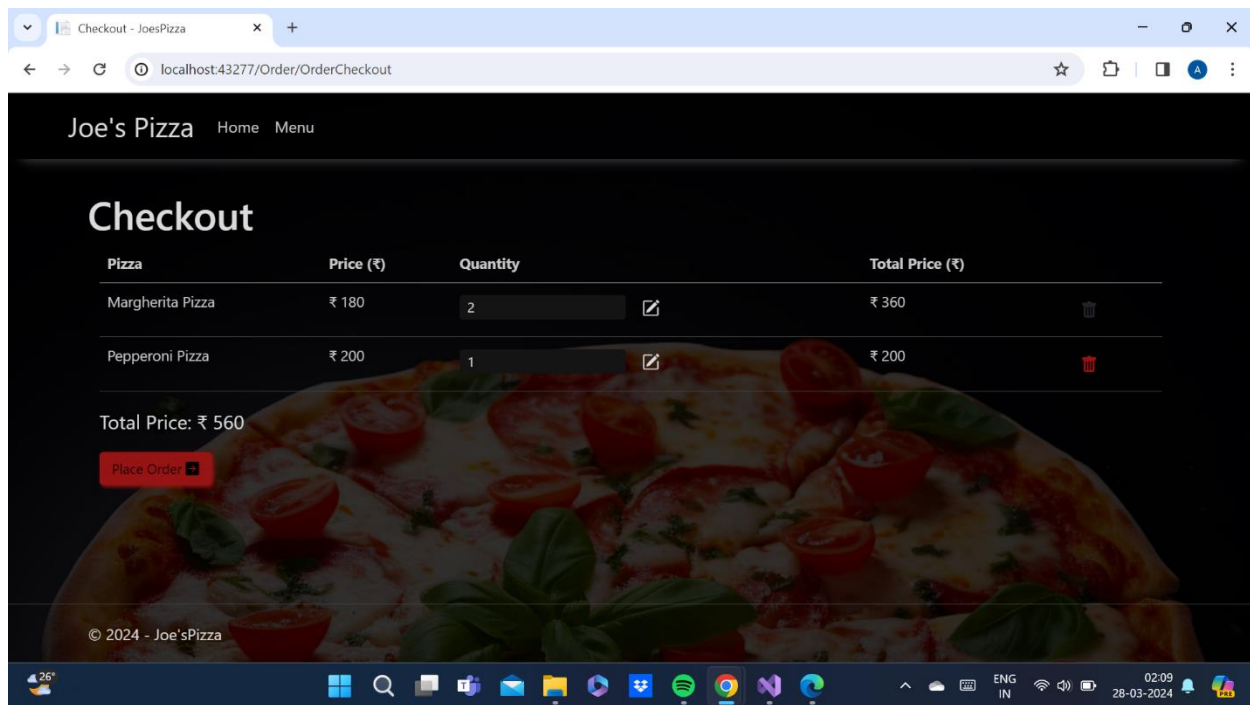 Checkout - JoesPizza
localhost:43277/Order/OrderCheckout
A
Joe's Pizza Home Menu
Checkout
Pizza Price (₹) Quantity Total Price (₹)
Margherita Pizza ₹ 180 2 ₹ 360
Pepperoni Pizza ₹ 200 1 ₹ 200
Total Price: ₹ 560
Place Order
© 2024 - Joe'sPizza
26°
ENG 02:09
IN 28-03-2024
PRE